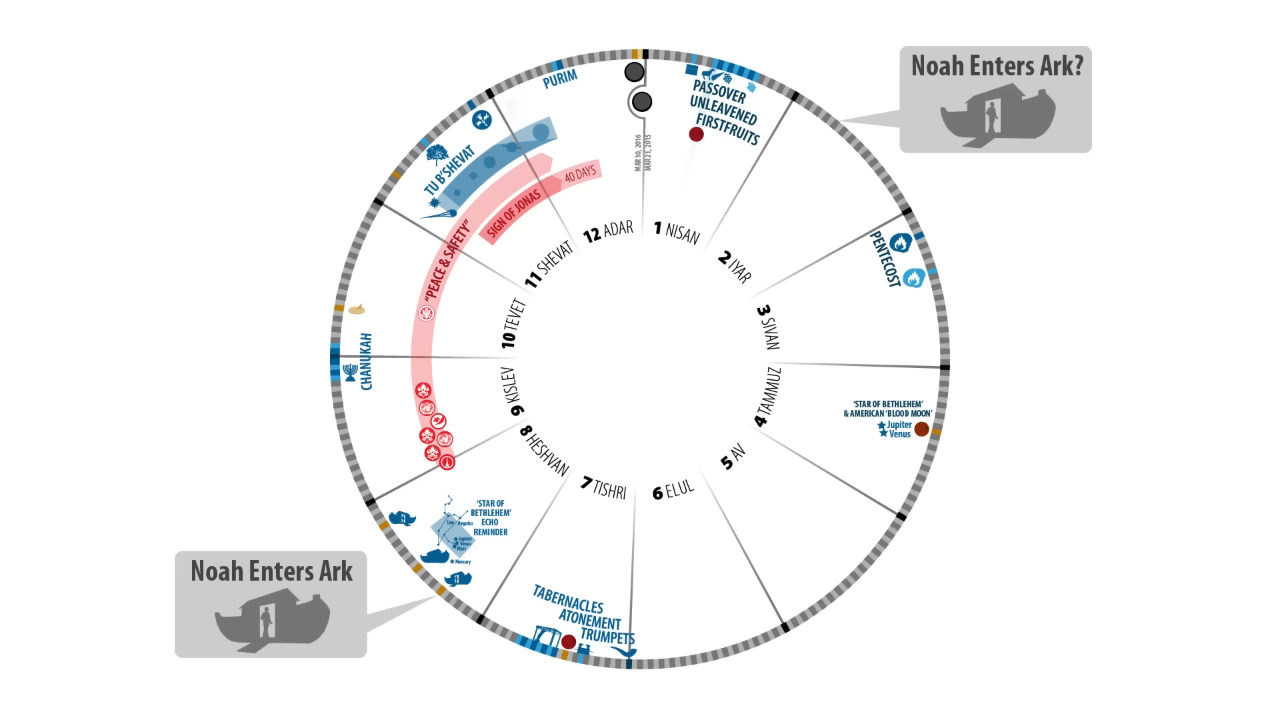 Noah Enters Ark?
PURIM
PASSOVER
UNLEAVENED
FIRSTFRUITS
MAR 10, 2016
MAR 21, 2015
TU B'SHEVAT
40 DAYS
SIGN OF JONAS
"PEACE & SAFETY"
PENTECOST
CHANUKAH
1 NISAN
2 IYAR
3 SIVAN
4 TAMMUZ
5 AV
6 ELUL
7 TISHRI
8 HESHVAN
9 KISLEV
10 TEVET
11 SHEVAT
12 ADAR
'STAR OF BETHLEHEM'
& AMERICAN 'BLOOD MOON'
Jupiter
Venus
'STAR OF
BETHLEHEM'
ECHO
REMINDER
Regulus
Jupiter
Venus
Mars
Mercury
TABERNACLES
ATONEMENT
TRUMPETS
Noah Enters Ark